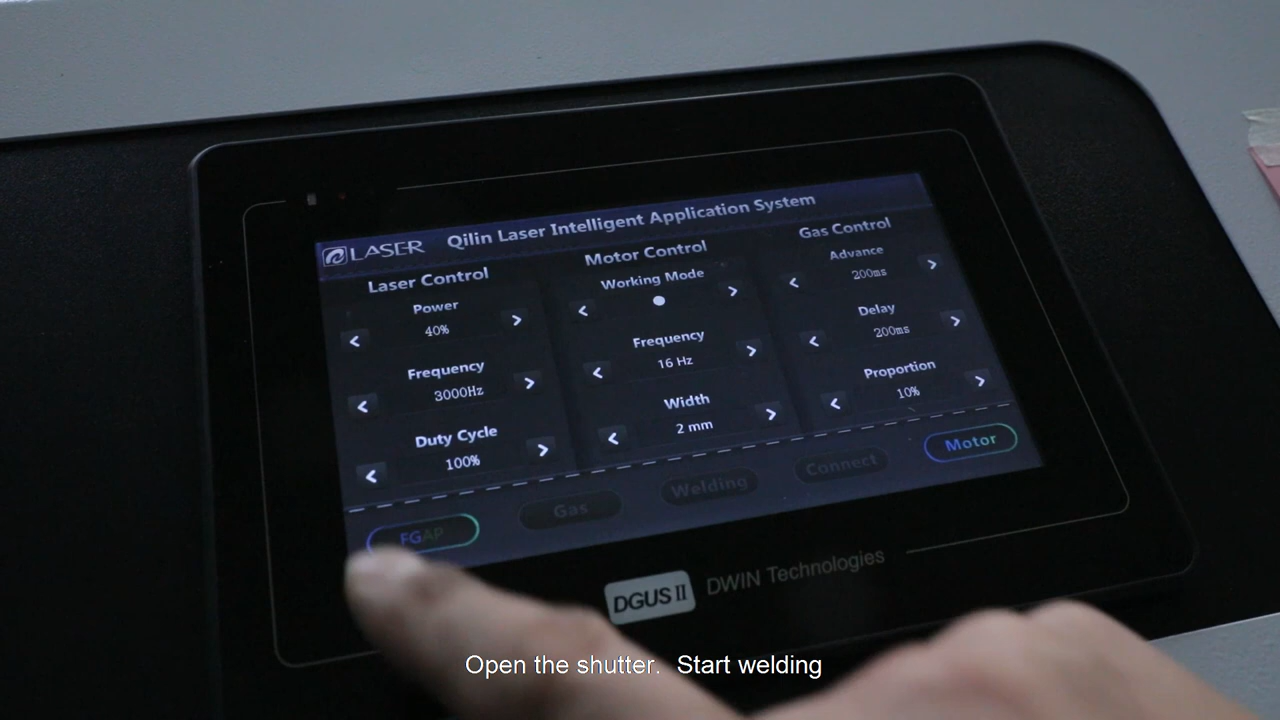 LASER Qilin Laser Intelligent Application System
Laser Control
Power
40%
Frequency
3000Hz
Duty Cycle
100%
Motor Control
Working Mode
Frequency
16 Hz
Width
2 mm
Gas Control
Advance
200ms
Delay
200ms
Proportion
10%
FGAP
Gas
Welding
Connect
Motor
DGUS II DWIN Technologies
Open the shutter. Start welding